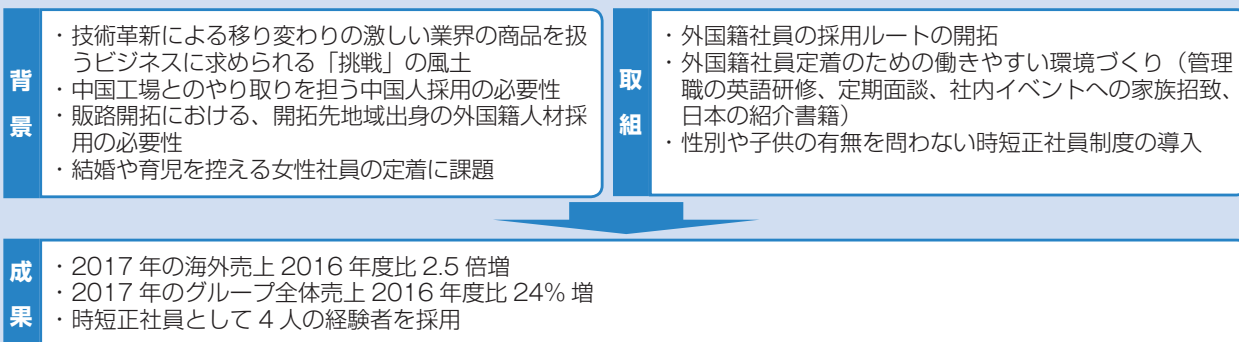 背景
・技術革新による移り変わりの激しい業界の商品を扱
うビジネスに求められる「挑戦」の風土
・中国工場とのやり取りを担う中国人採用の必要性
・販路開拓における、開拓先地域出身の外国籍人材採
用の必要性
・結婚や育児を控える女性社員の定着に課題
取組
・外国籍社員の採用ルートの開拓
・外国籍社員定着のための働きやすい環境づくり（管理
職の英語研修、定期面談、社内イベントへの家族招致、
日本の紹介書籍）
・性別や子供の有無を問わない時短正社員制度の導入
成果
・2017 年の海外売上 2016 年度比 2.5 倍増
・2017 年のグループ全体売上 2016 年度比 24% 増
・時短正社員として 4 人の経験者を採用